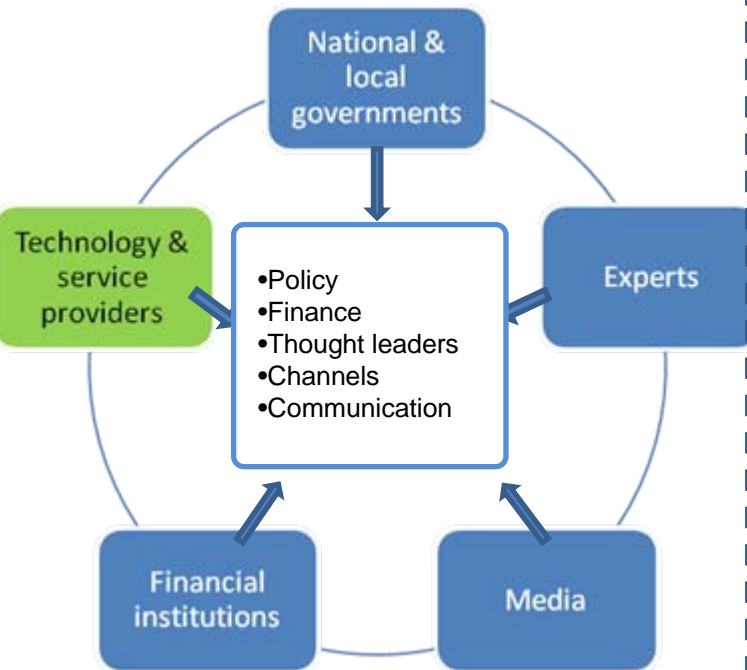 National &
local
governments
Technology &
service
providers
•Policy
•Finance
•Thought leaders
•Channels
•Communication
Experts
Financial
institutions
Media